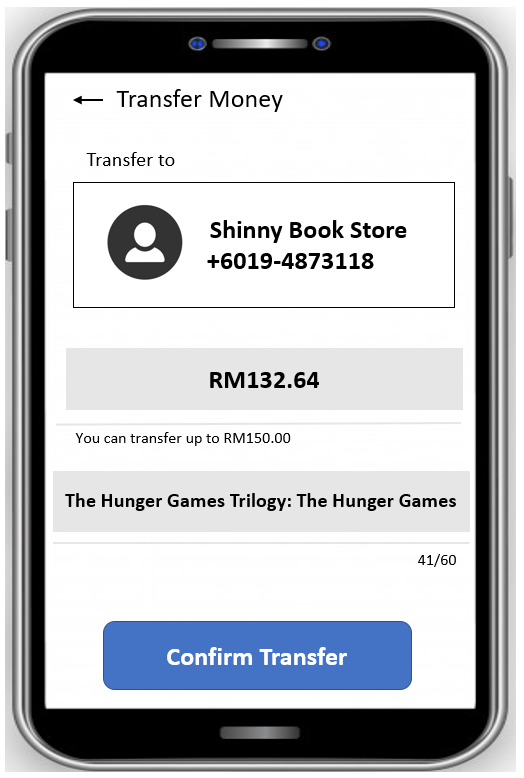 Transfer Money
Transfer to
Shinny Book Store
+6019-4873118
RM132.64
You can transfer up to RM150.00
The Hunger Games Trilogy: The Hunger Games
41/60
Confirm Transfer